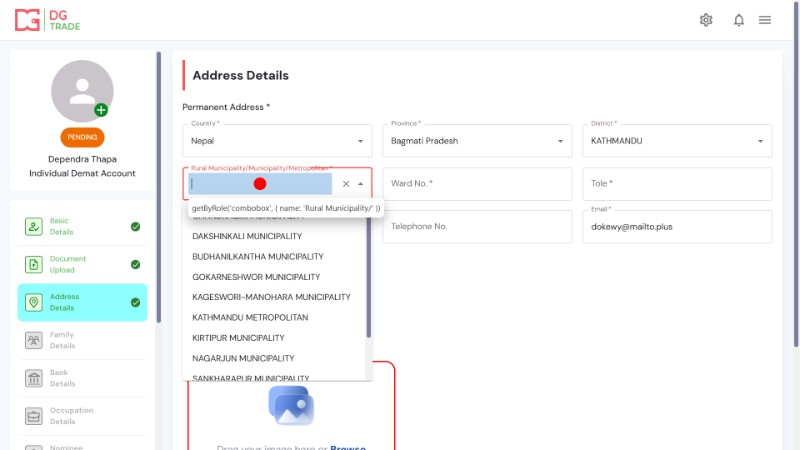 DG
TRADE
PENDING
Dependra Thapa
Individual Demat Account
Basic
Details
Document
Upload
Address
Details
Family
Details
Bank
Details
Occupation
Details
Nominee
Address Details
Permanent Address *
Country *
Nepal
Province *
Bagmati Pradesh
District *
KATHMANDU
Rural Municipality/Municipality/Metropolitan *
Ward No. *
Tole *
getByRole('combobox', { name: 'Rural Municipality/' })
Telephone No.
Email *
dokewy@mailto.plus
DAKSHINKALI MUNICIPALITY
BUDHANILKANTHA MUNICIPALITY
GOKARNESHWOR MUNICIPALITY
KAGESWORI-MANOHARA MUNICIPALITY
KATHMANDU METROPOLITAN
KIRTIPUR MUNICIPALITY
NAGARJUN MUNICIPALITY
SANKHARAPUR MUNICIPALITY
Drag your image here or Browse